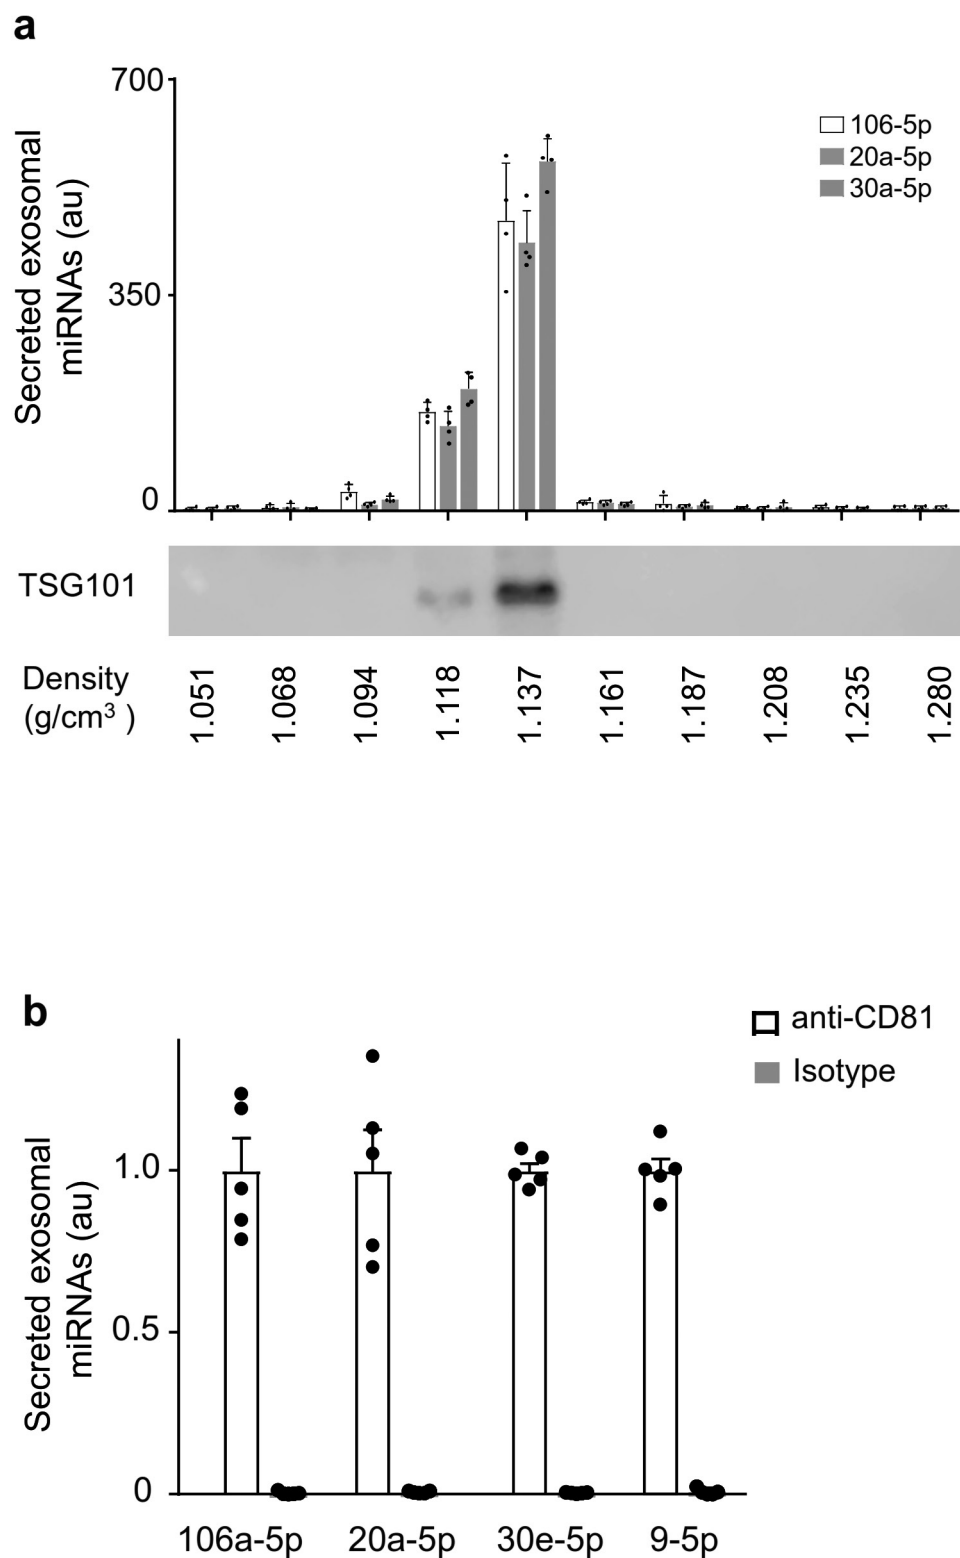 a
700
350
0
Secreted exosomal
miRNAs (au)
106-5p
20a-5p
30a-5p
TSG101
Density
(g/cm³ )
1.051
1.068
1.094
1.118
1.137
1.161
1.187
1.208
1.235
1.280
b
anti-CD81
Isotype
Secreted exosomal
miRNAs (au)
1.0
0.5
0
106a-5p 20a-5p 30e-5p 9-5p